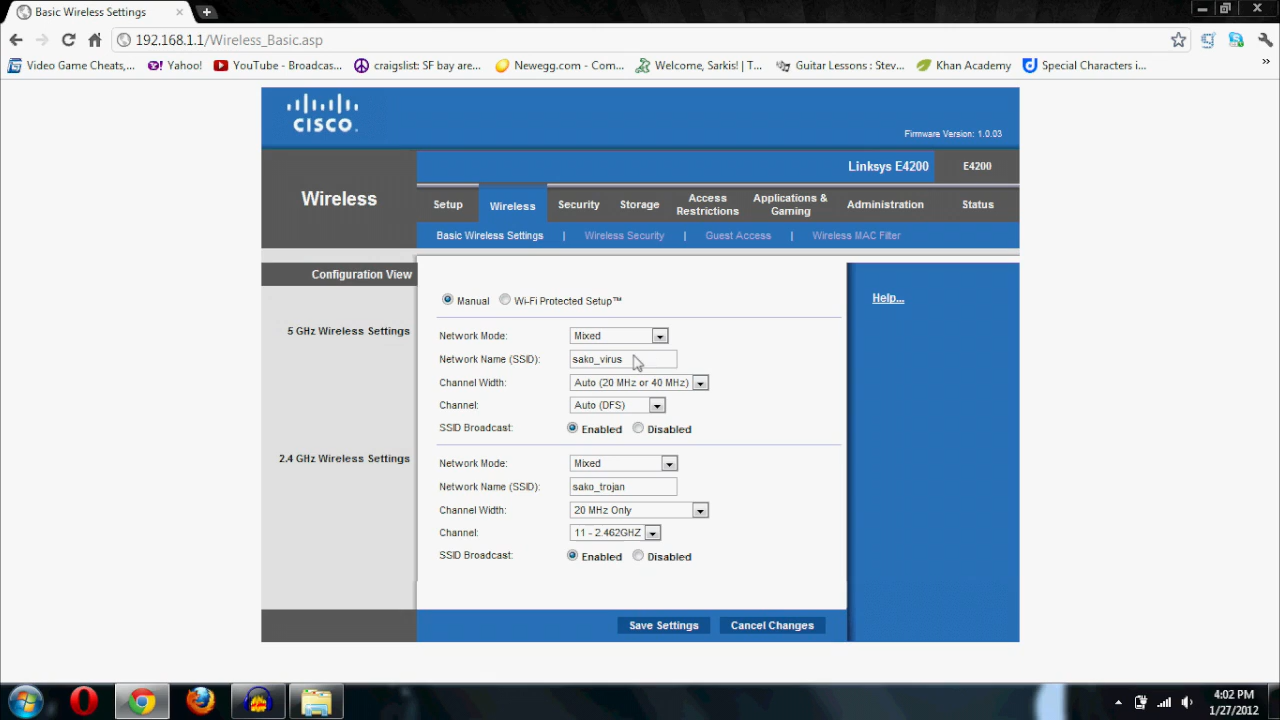 Basic Wireless Settings
192.168.1.1/Wireless_Basic.asp
Video Game Cheats,... Yahoo! YouTube - Broadcas... craigslist: SF bay are... Newegg.com - Com... Welcome, Sarkis! | T... Guitar Lessons : Stev... Khan Academy Special Characters i...
CISCO.
Firmware Version: 1.0.03
Linksys E4200 E4200
Wireless
Setup Wireless Security Storage Access Restrictions Applications & Gaming Administration Status
Basic Wireless Settings | Wireless Security | Guest Access | Wireless MAC Filter
Configuration View
Manual Wi-Fi Protected Setup™
5 GHz Wireless Settings
Network Mode: Mixed
Network Name (SSID): sako_virus
Channel Width: Auto (20 MHz or 40 MHz)
Channel: Auto (DFS)
SSID Broadcast: Enabled Disabled
2.4 GHz Wireless Settings
Network Mode: Mixed
Network Name (SSID): sako_trojan
Channel Width: 20 MHz Only
Channel: 11 - 2.462GHZ
SSID Broadcast: Enabled Disabled
Help...
Save Settings Cancel Changes
4:02 PM
1/27/2012